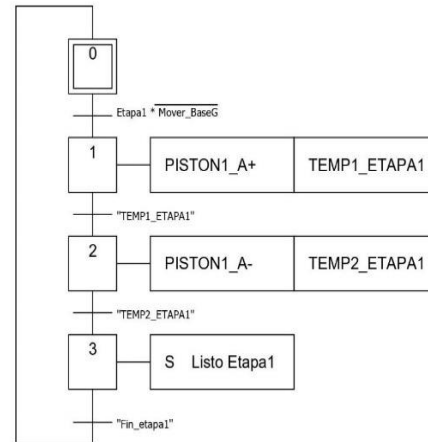 0
Etapa1 * Mover_BaseG
1
PISTON1_A+ TEMP1_ETAPA1
"TEMP1_ETAPA1"
2
PISTON1_A- TEMP2_ETAPA1
"TEMP2_ETAPA1"
3
S Listo Etapa1
"Fin_etapa1"